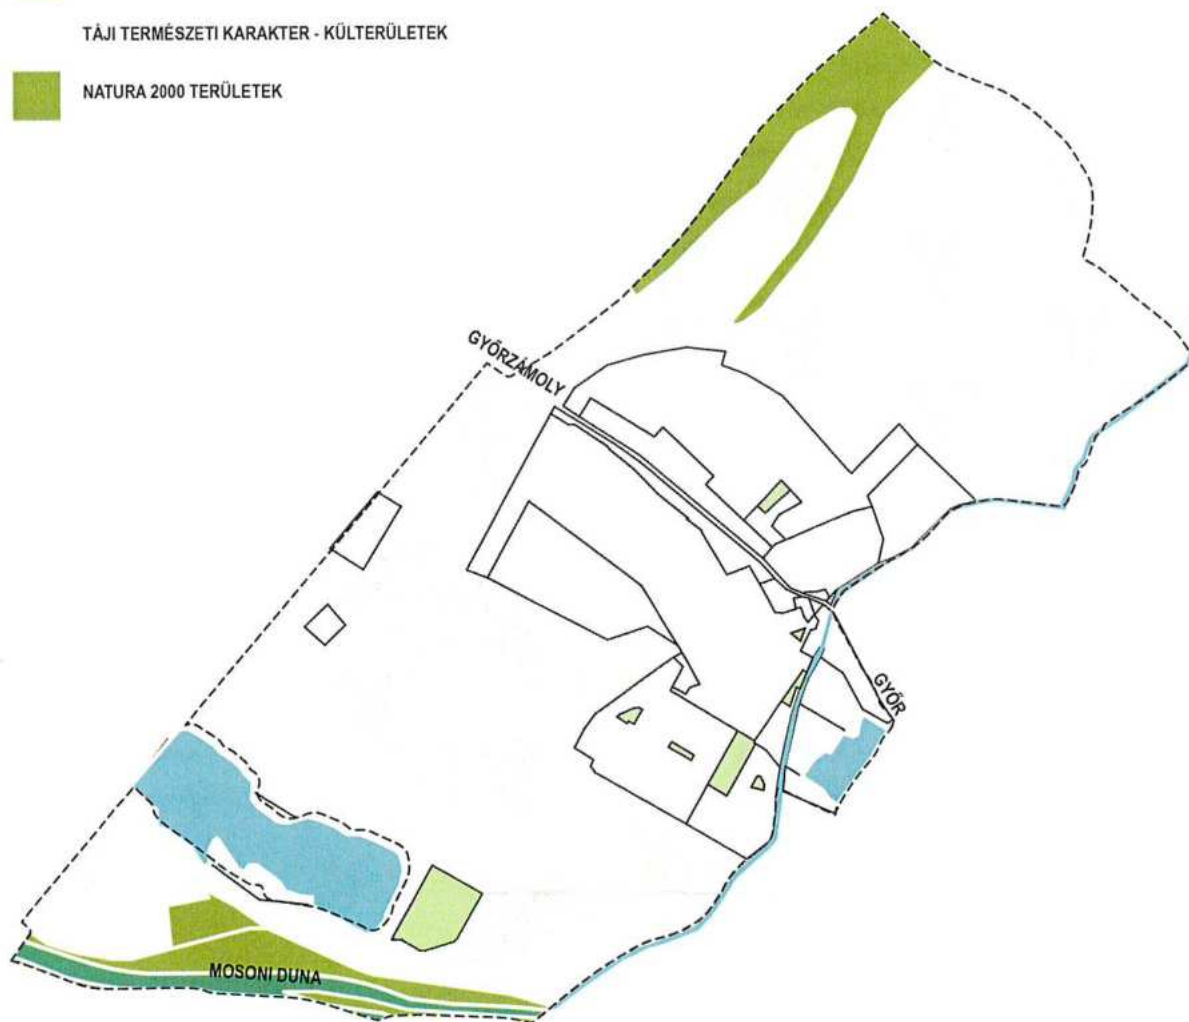 TÁJI TERMÉSZETI KARAKTER - KÜLTERÜLETEK
NATURA 2000 TERÜLETEK
GYŐRZÁMOLY
GYŐR
MOSONI DUNA